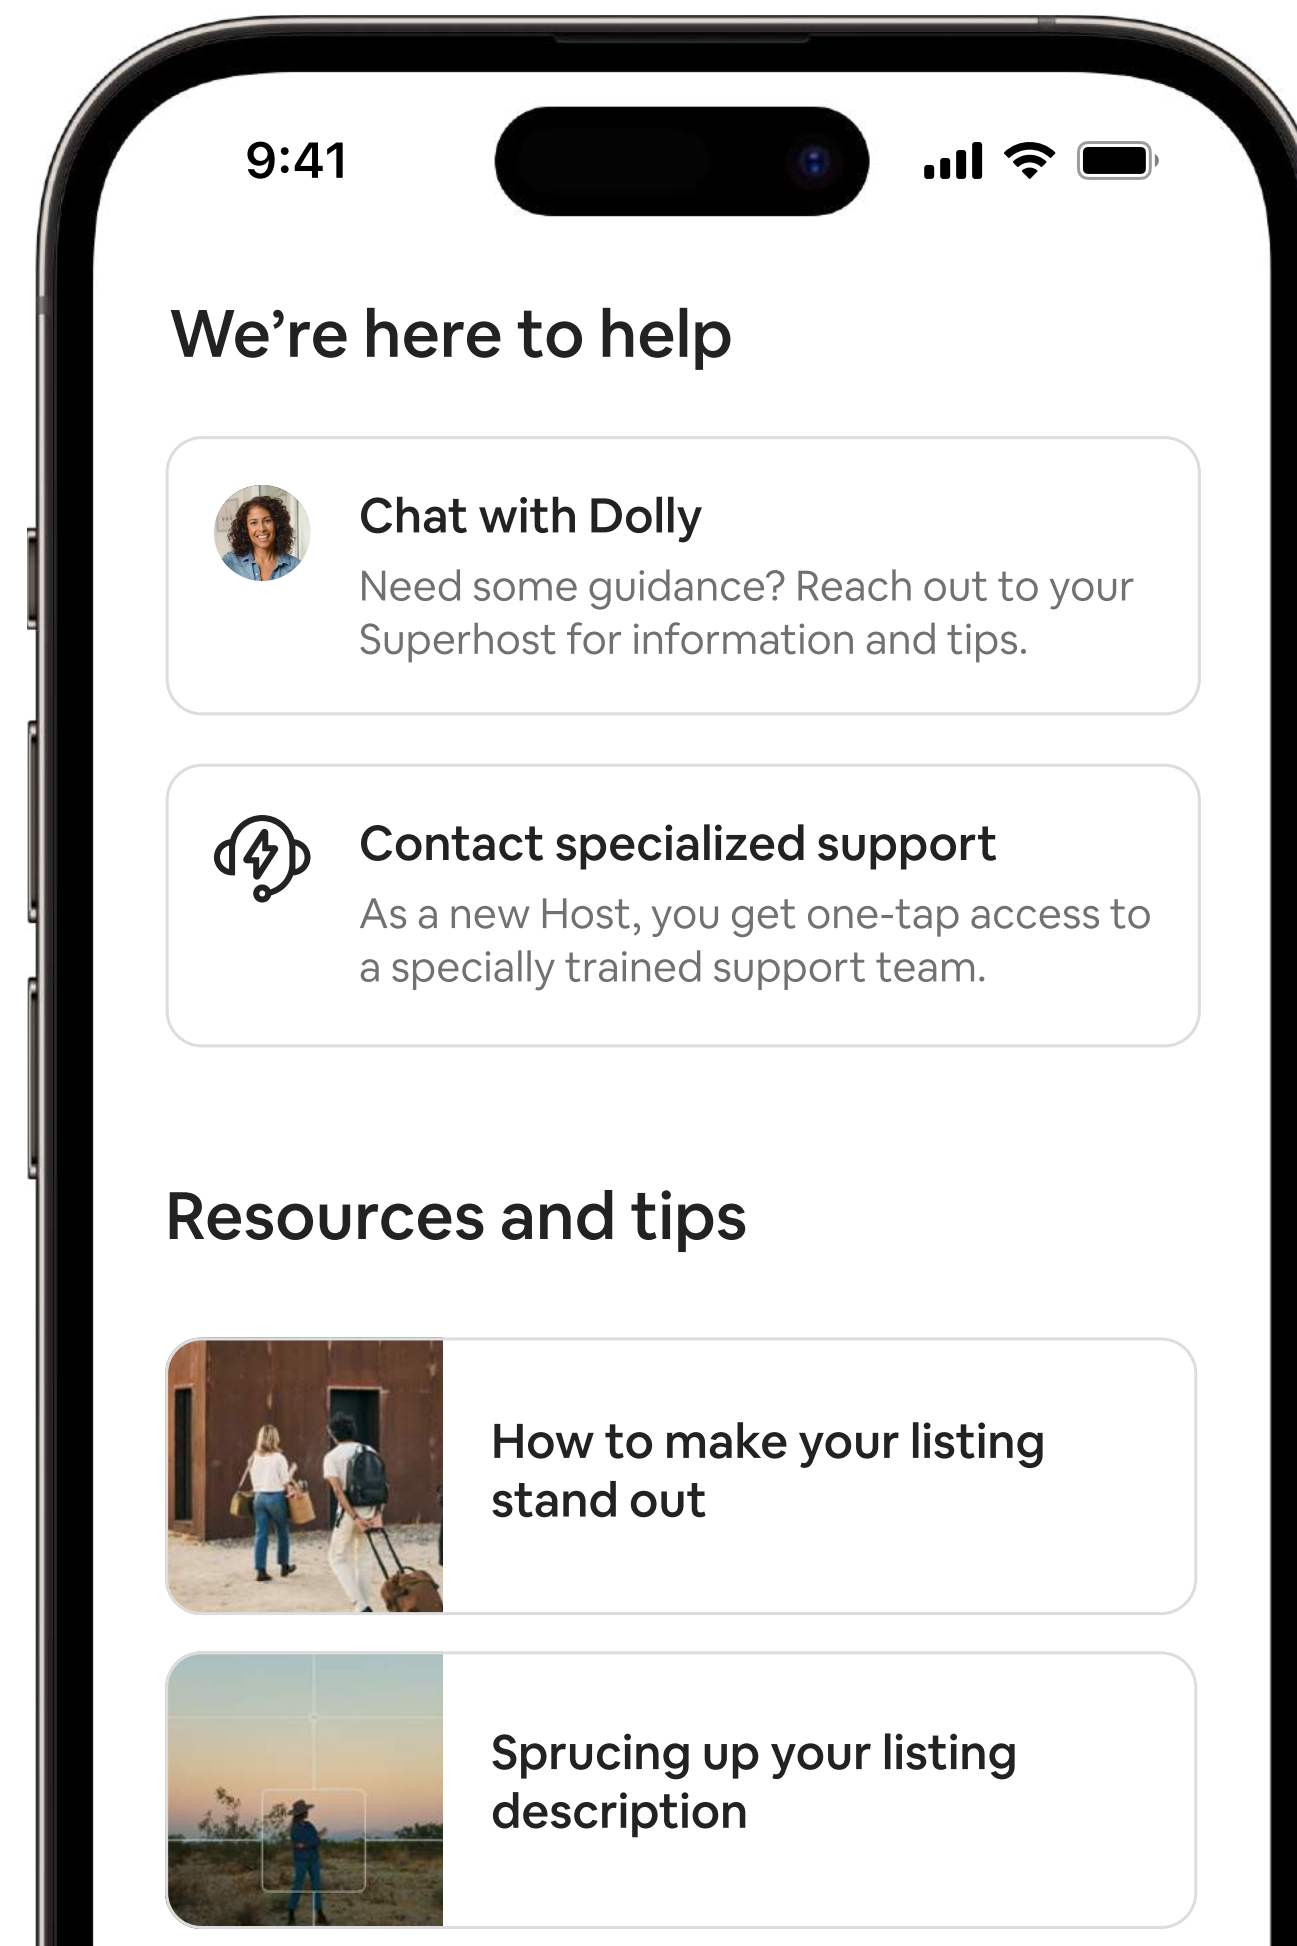 9:41
We’re here to help
Chat with Dolly
Need some guidance? Reach out to your
Superhost for information and tips.
Contact specialized support
As a new Host, you get one-tap access to
a specially trained support team.
Resources and tips
How to make your listing
stand out
Sprucing up your listing
description